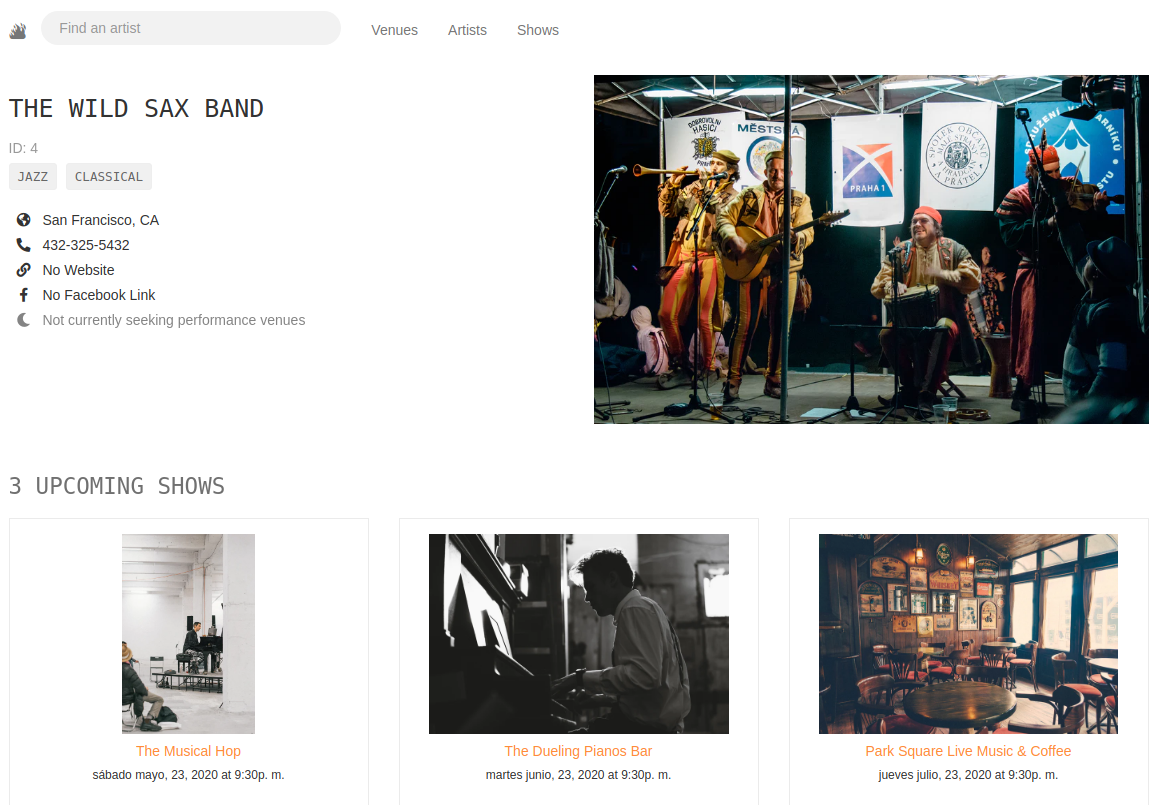 Find an artist
Venues
Artists
Shows
THE WILD SAX BAND
ID: 4
JAZZ
CLASSICAL
San Francisco, CA
432-325-5432
No Website
No Facebook Link
Not currently seeking performance venues
DOBROVOLNÍ
HASIČI
MĚSTSKÁ
PRAHA 1
SPOLEK OBČANŮ
A PŘÁTEL
3 UPCOMING SHOWS
The Musical Hop
sábado mayo, 23, 2020 at 9:30p. m.
The Dueling Pianos Bar
martes junio, 23, 2020 at 9:30p. m.
Park Square Live Music & Coffee
jueves julio, 23, 2020 at 9:30p. m.